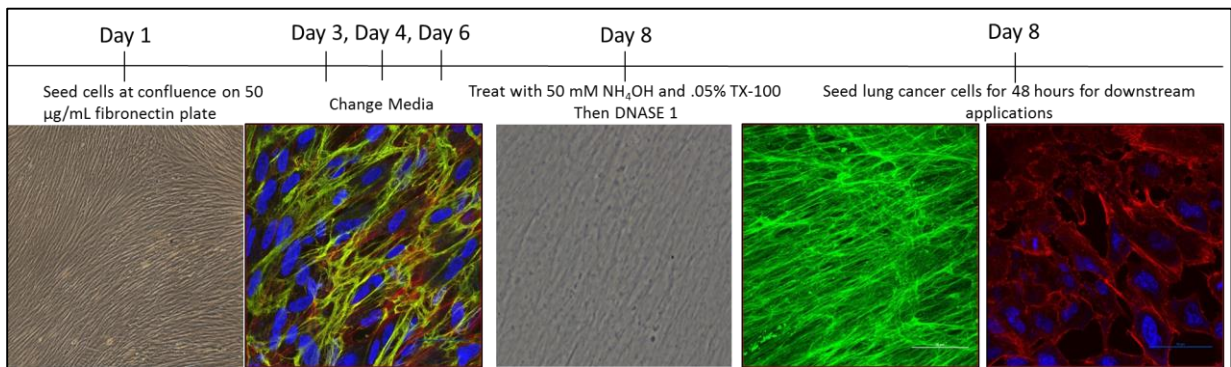 Day 1
Day 3, Day 4, Day 6
Day 8
Day 8
Seed cells at confluence on 50
µg/mL fibronectin plate
Change Media
Treat with 50 mM NH₄OH and .05% TX-100
Then DNASE 1
Seed lung cancer cells for 48 hours for downstream
applications